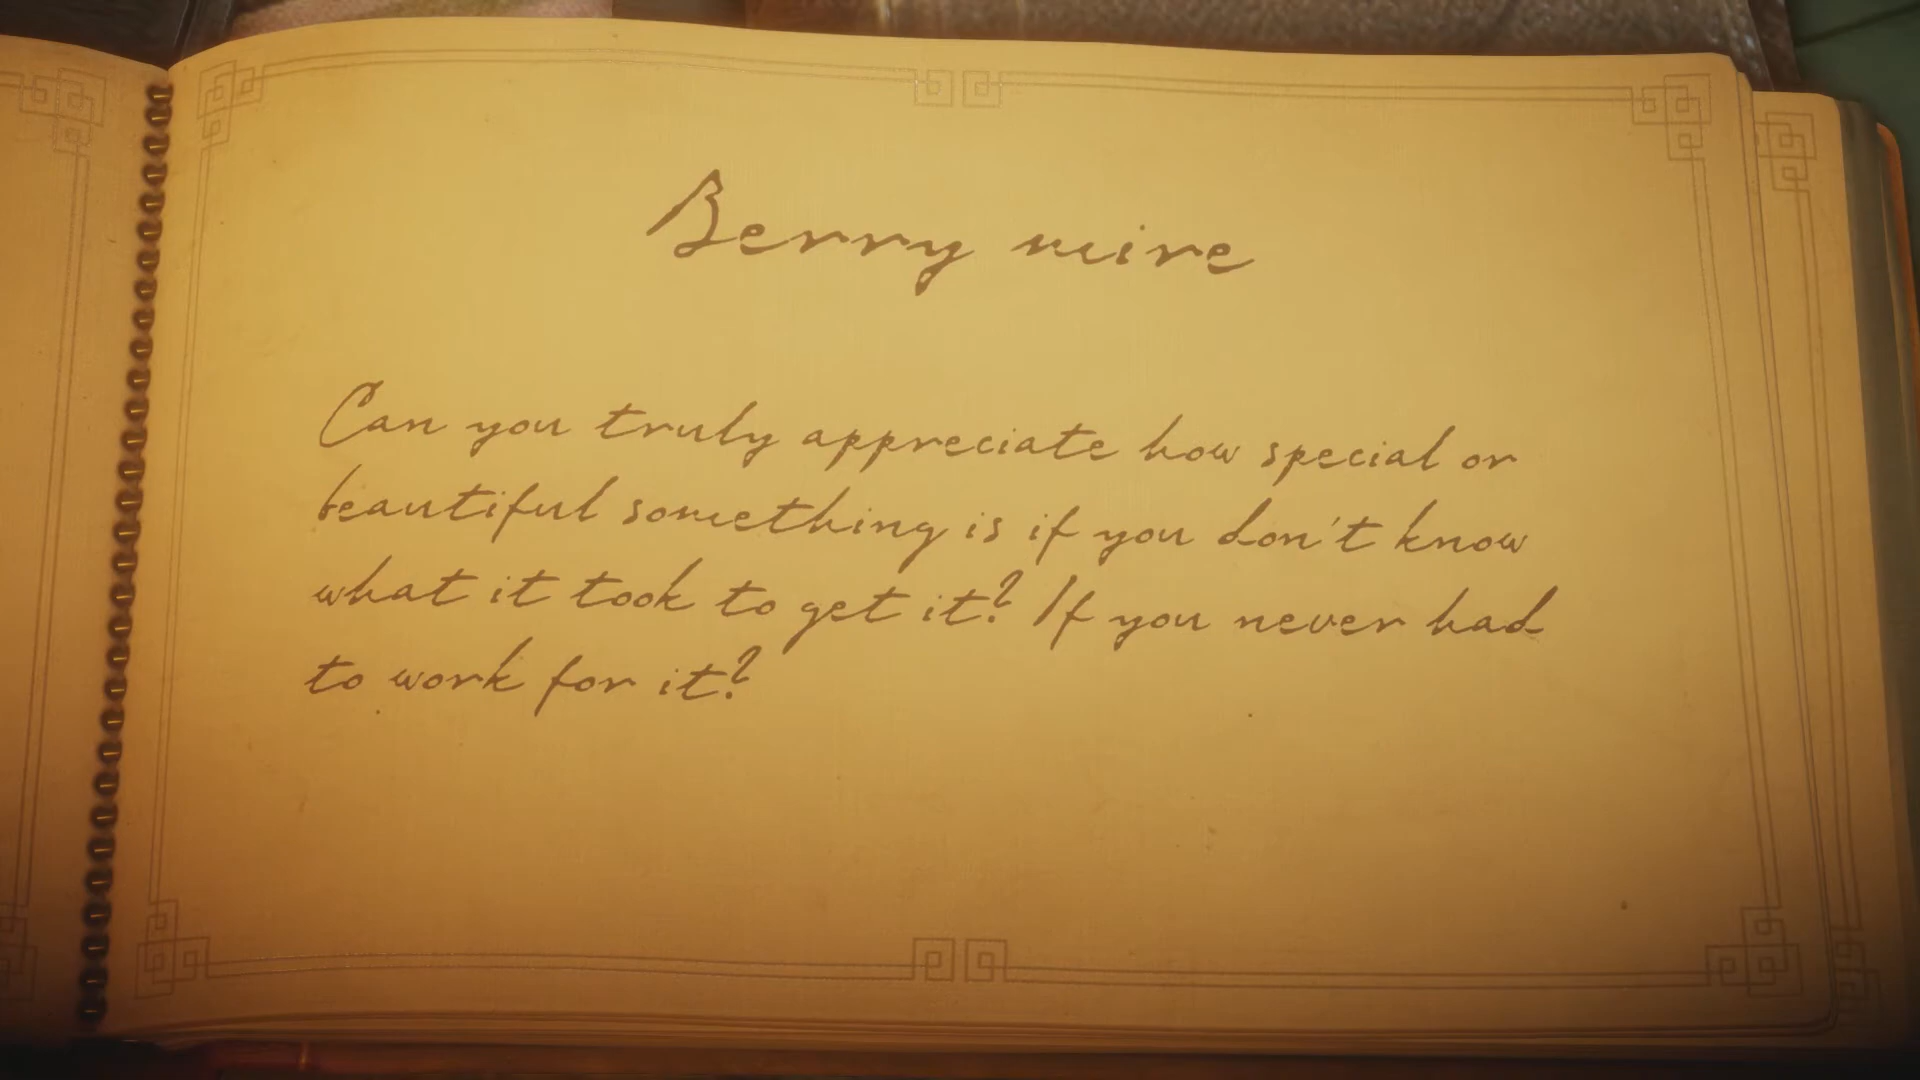 Berry mire
Can you truly appreciate how special or
beautiful something is if you don't know
what it took to get it? If you never had
to work for it?